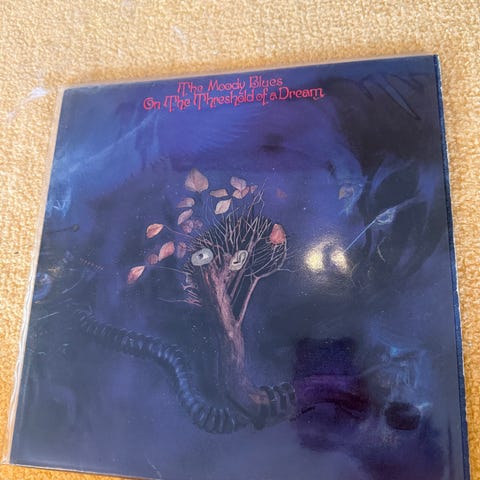 The Moody Blues
On The Threshold of a Dream